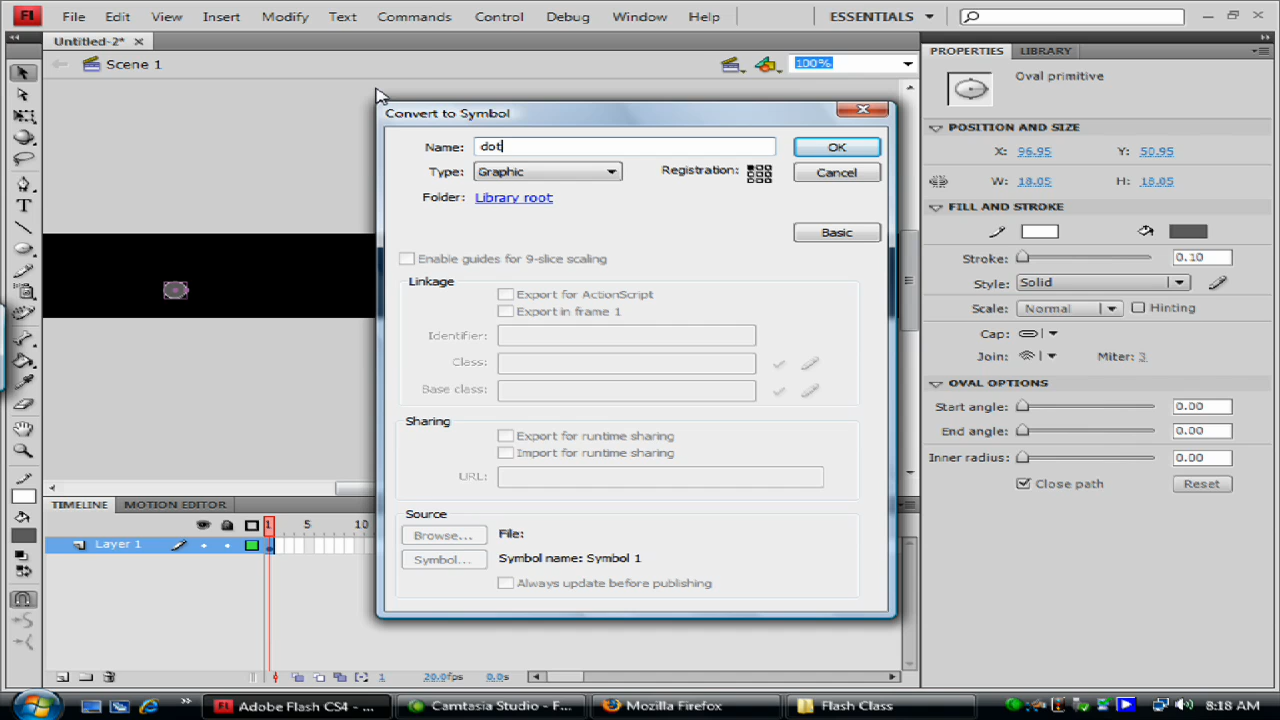 Fl File Edit View Insert Modify Text Commands Control Debug Window Help ESSENTIALS
Untitled-2*
Scene 1
100%
PROPERTIES LIBRARY
Oval primitive
POSITION AND SIZE
X: 96.95 Y: 50.95
W: 18.05 H: 18.05
FILL AND STROKE
Stroke: 0.10
Style: Solid
Scale: Normal Hinting
Cap:
Join: Miter: 3
OVAL OPTIONS
Start angle: 0.00
End angle: 0.00
Inner radius: 0.00
Close path Reset
Convert to Symbol
Name: dot OK
Type: Graphic Registration: Cancel
Folder: Library root
Basic
Enable guides for 9-slice scaling
Linkage
Export for ActionScript
Export in frame 1
Identifier:
Class:
Base class:
Sharing
Export for runtime sharing
Import for runtime sharing
URL:
Source
Browse... File:
Symbol... Symbol name: Symbol 1
Always update before publishing
TIMELINE MOTION EDITOR
1 5 10
Layer 1
1 20.0fps 0.0s
Fl Adobe Flash CS4 - ... Camtasia Studio - F... Mozilla Firefox Flash Class 8:18 AM